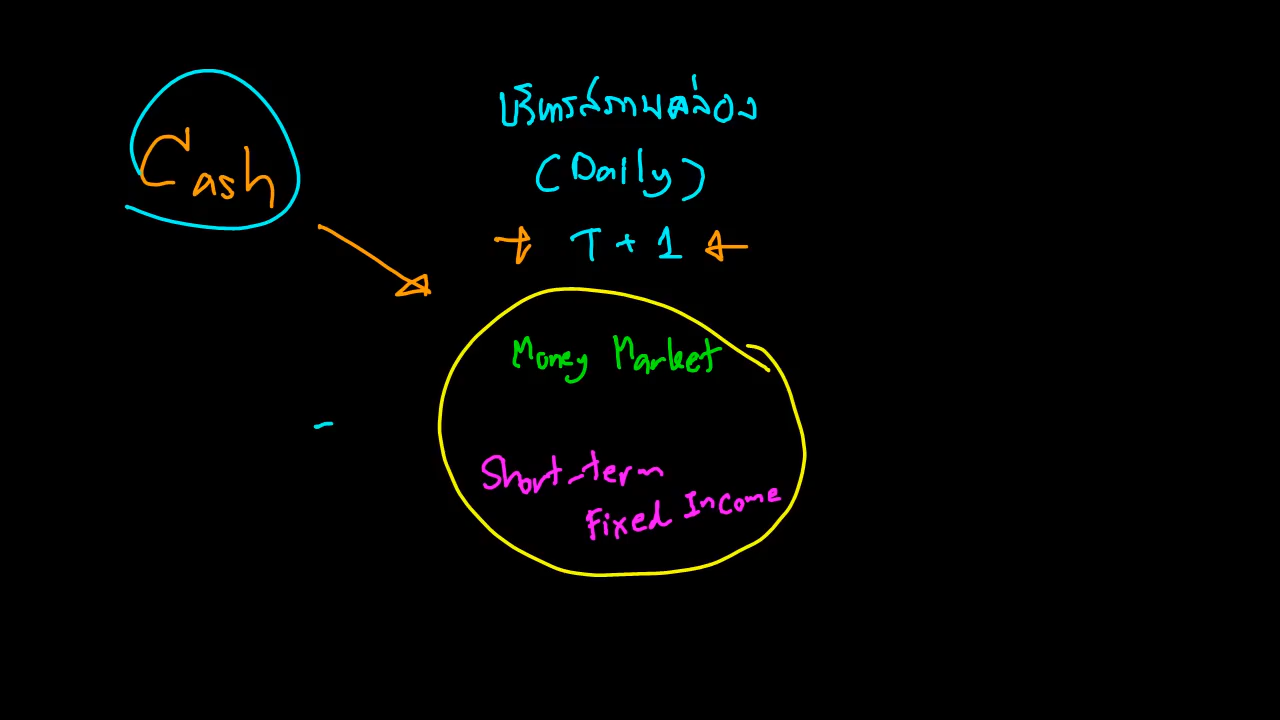 Cash
บริหารสภาพคล่อง
(Daily)
T + 1
Money Market
Short-term
Fixed Income